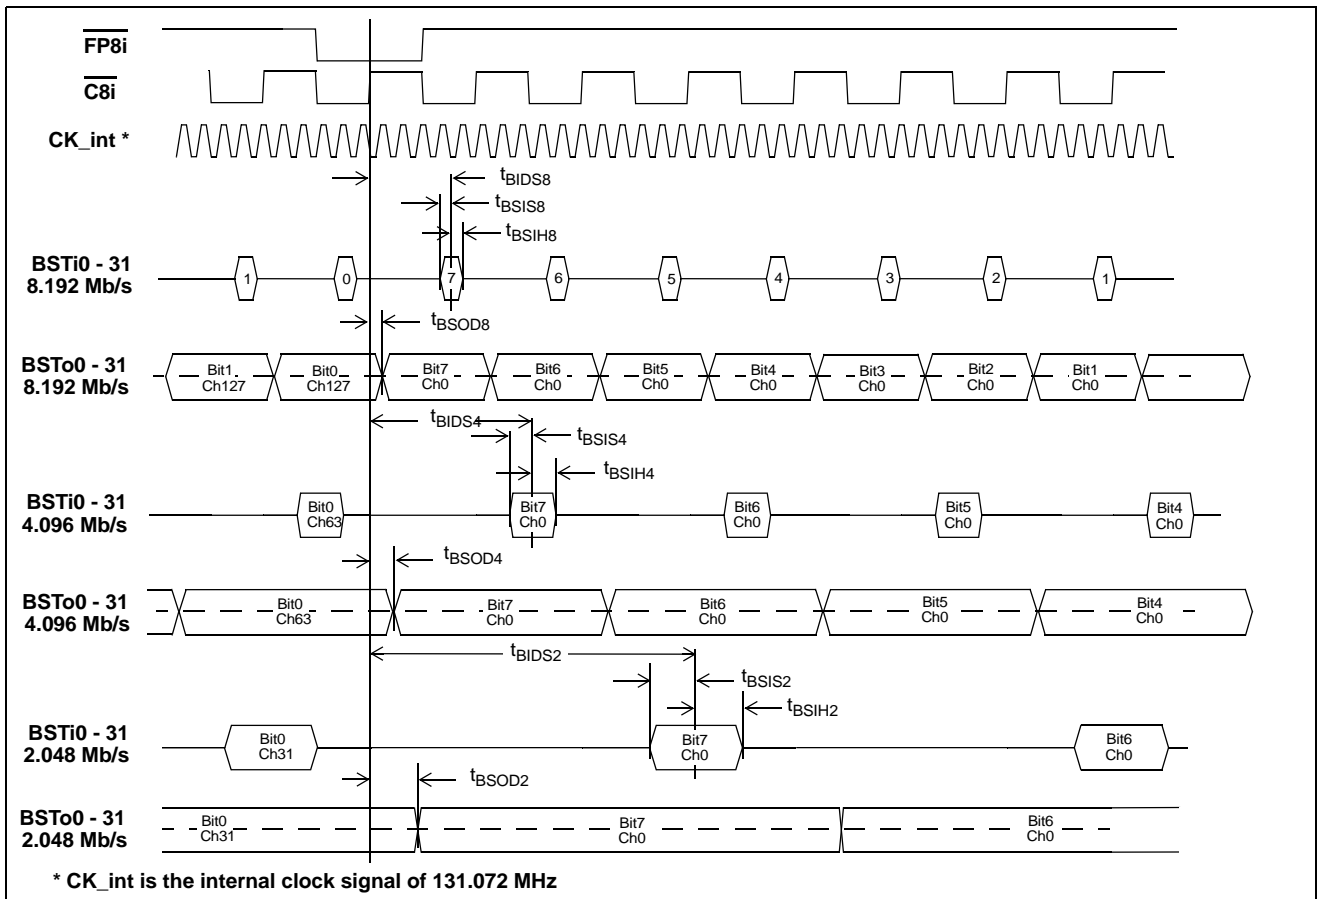 FP8i
C8i
CK_int *
tBIDS8
tBSIS8
tBSIH8
BSTi0 - 31
8.192 Mb/s
1 0 7 6 5 4 3 2 1
tBSOD8
BSTo0 - 31
8.192 Mb/s
Bit1 Ch127
Bit0 Ch127
Bit7 Ch0
Bit6 Ch0
Bit5 Ch0
Bit4 Ch0
Bit3 Ch0
Bit2 Ch0
Bit1 Ch0
tBIDS4
tBSIS4
tBSIH4
BSTi0 - 31
4.096 Mb/s
Bit0 Ch63
Bit7 Ch0
Bit6 Ch0
Bit5 Ch0
Bit4 Ch0
tBSOD4
BSTo0 - 31
4.096 Mb/s
Bit0 Ch63
Bit7 Ch0
Bit6 Ch0
Bit5 Ch0
Bit4 Ch0
tBIDS2
tBSIS2
tBSIH2
BSTi0 - 31
2.048 Mb/s
Bit0 Ch31
Bit7 Ch0
Bit6 Ch0
tBSOD2
BSTo0 - 31
2.048 Mb/s
Bit0 Ch31
Bit7 Ch0
Bit6 Ch0
* CK_int is the internal clock signal of 131.072 MHz